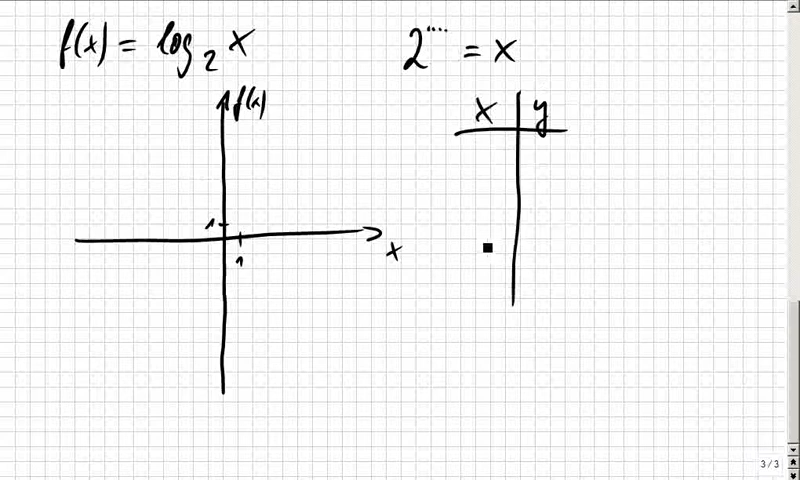 f(x) = log₂ x
2^.... = x
f(x)
x y
1
1
x
3 / 3